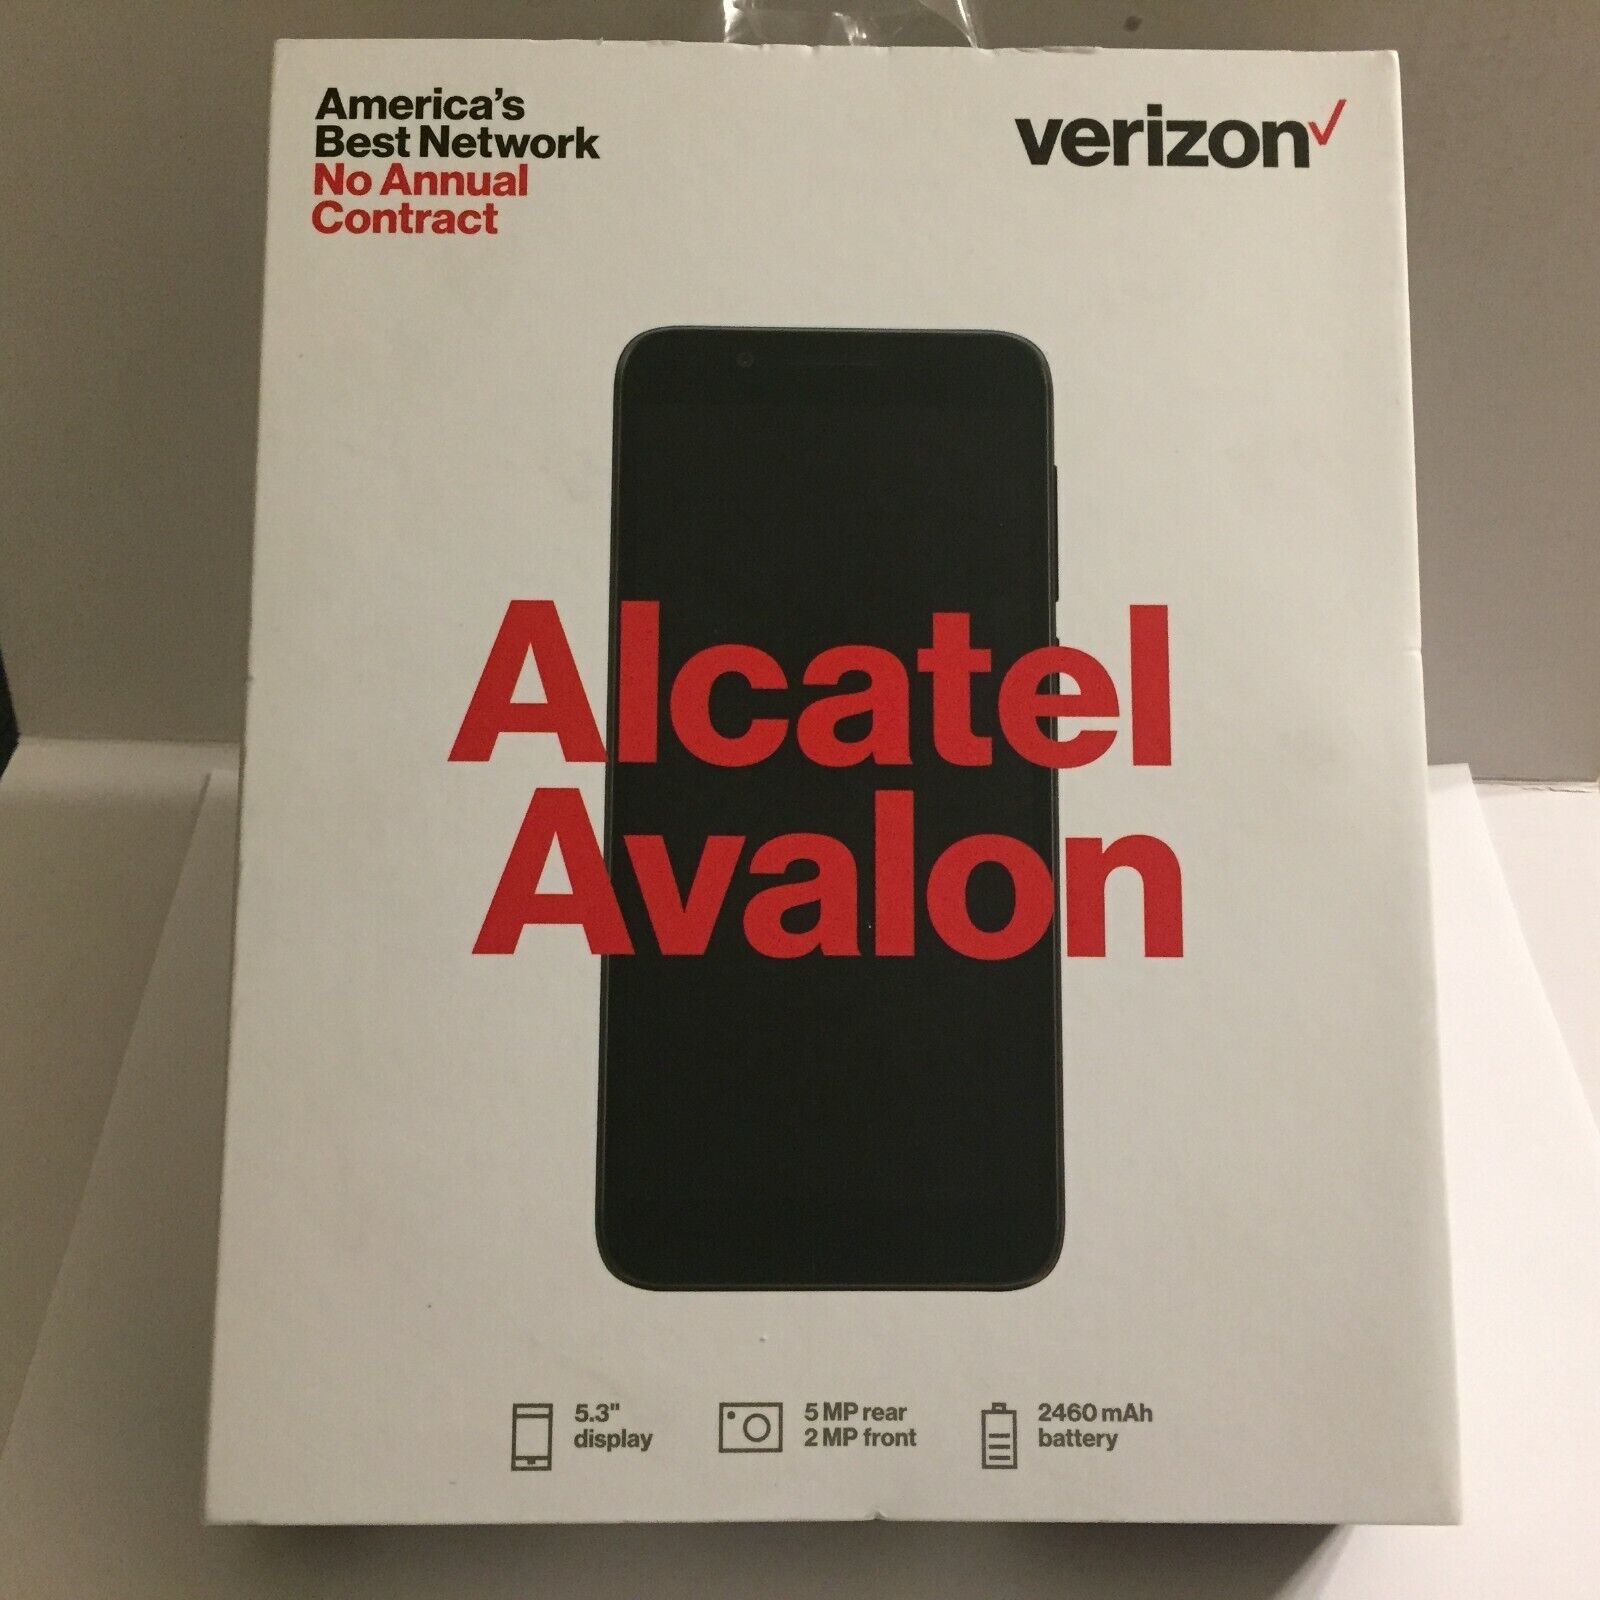 America's
Best Network
No Annual
Contract
verizon
Alcatel
Avalon
5.3"
display
5 MP rear
2 MP front
2460 mAh
battery